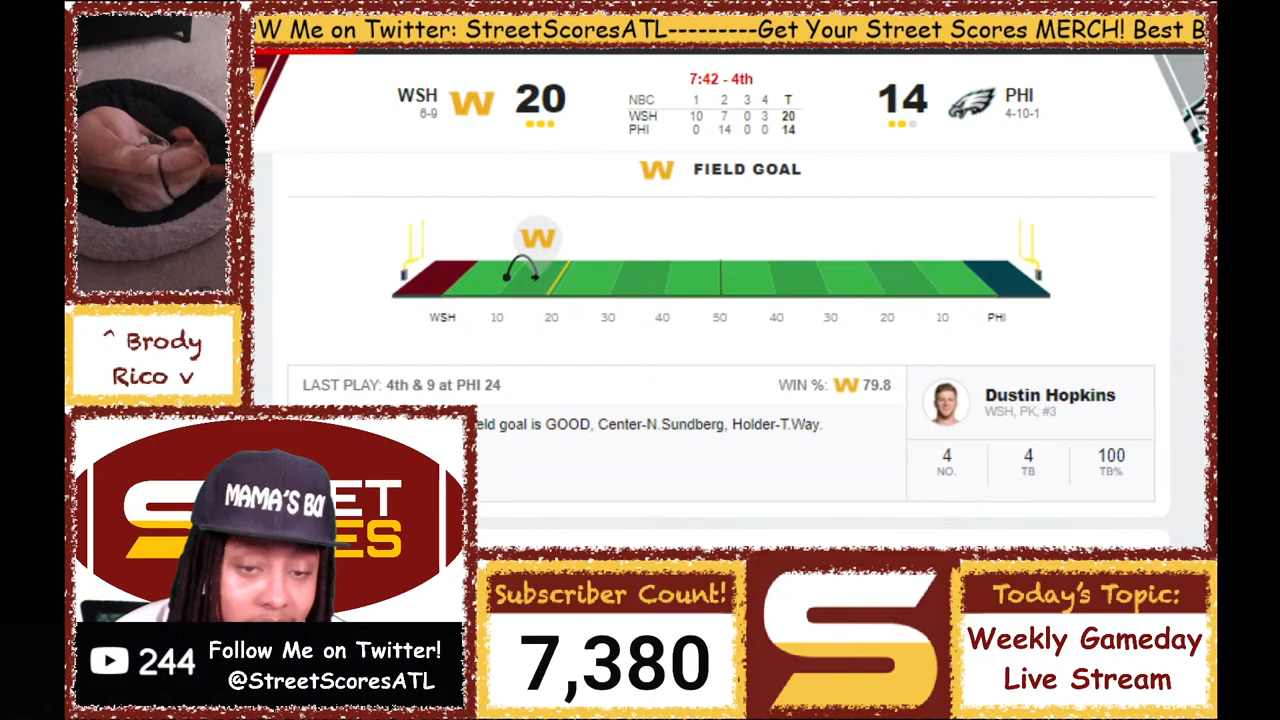 W Me on Twitter: StreetScoresATL---------Get Your Street Scores MERCH! Best B
WSH
6-9
W
20
7:42 - 4th
NBC 1 2 3 4 T
WSH 10 7 0 3 20
PHI 0 14 0 0 14
14
PHI
4-10-1
W FIELD GOAL
W
WSH 10 20 30 40 50 40 30 20 10 PHI
LAST PLAY: 4th & 9 at PHI 24
WIN %: W 79.8
eld goal is GOOD, Center-N.Sundberg, Holder-T.Way.
Dustin Hopkins
WSH, PK, #3
4 4 100
NO. TB TB%
^ Brody
Rico v
MAMA'S BOY
S ET
ES
244
Follow Me on Twitter!
@StreetScoresATL
Subscriber Count!
7,380
S
Today's Topic:
Weekly Gameday
Live Stream